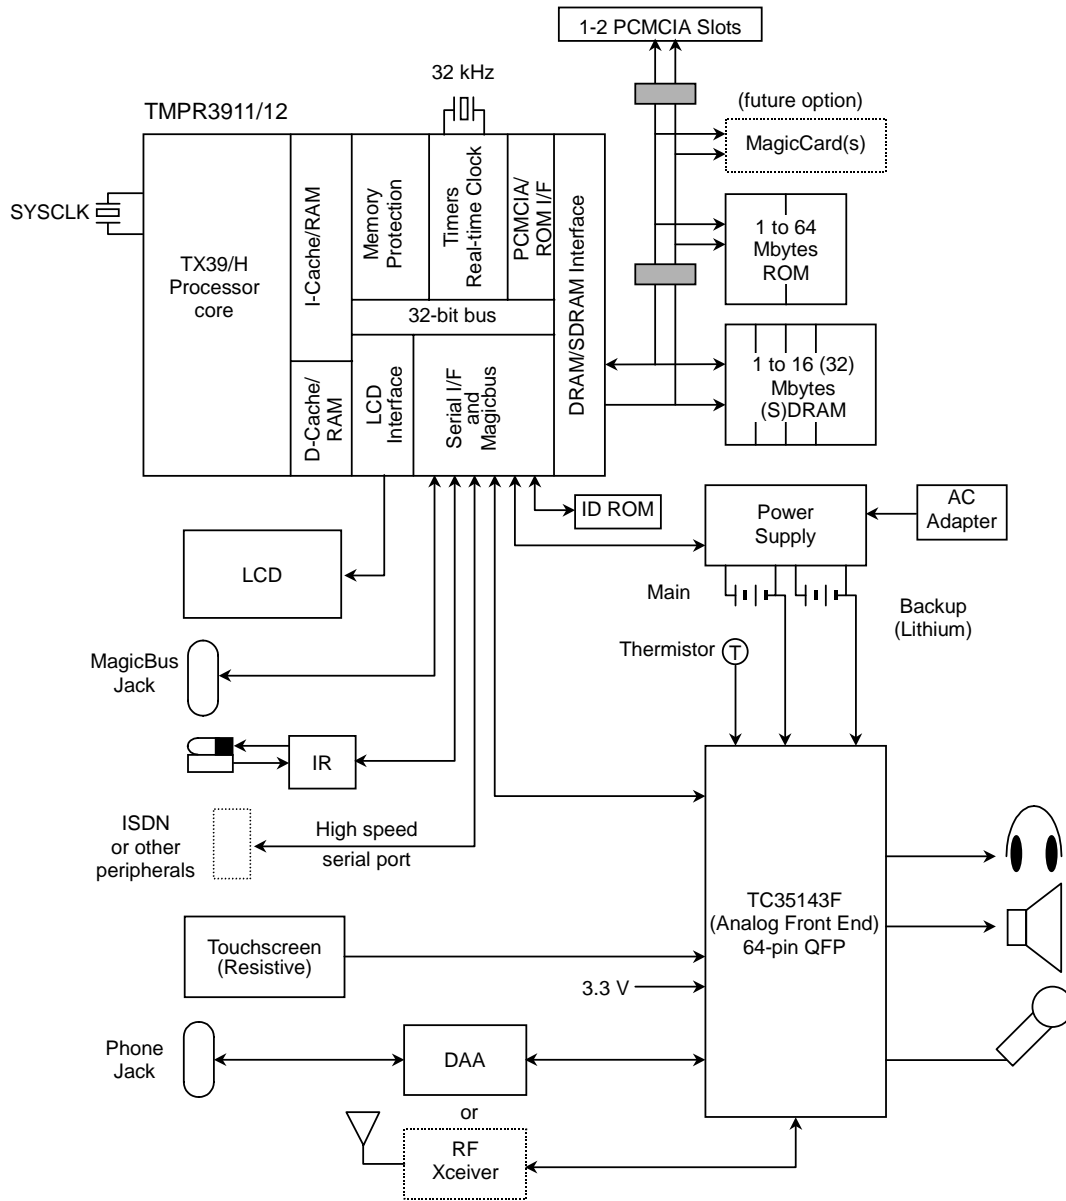 1-2 PCMCIA Slots
32 kHz
TMPR3911/12
(future option)
MagicCard(s)
SYSCLK
TX39/H
Processor
core
I-Cache/RAM
D-Cache/
RAM
Memory
Protection
Timers
Real-time Clock
PCMCIA/
ROM I/F
32-bit bus
LCD
Interface
Serial I/F
and
Magicbus
DRAM/SDRAM Interface
1 to 64
Mbytes
ROM
1 to 16 (32)
Mbytes
(S)DRAM
ID ROM
Power
Supply
AC
Adapter
LCD
Main
Backup
(Lithium)
Thermistor
T
MagicBus
Jack
IR
ISDN
or other
peripherals
High speed
serial port
TC35143F
(Analog Front End)
64-pin QFP
Touchscreen
(Resistive)
3.3 V
Phone
Jack
DAA
or
RF
Xceiver